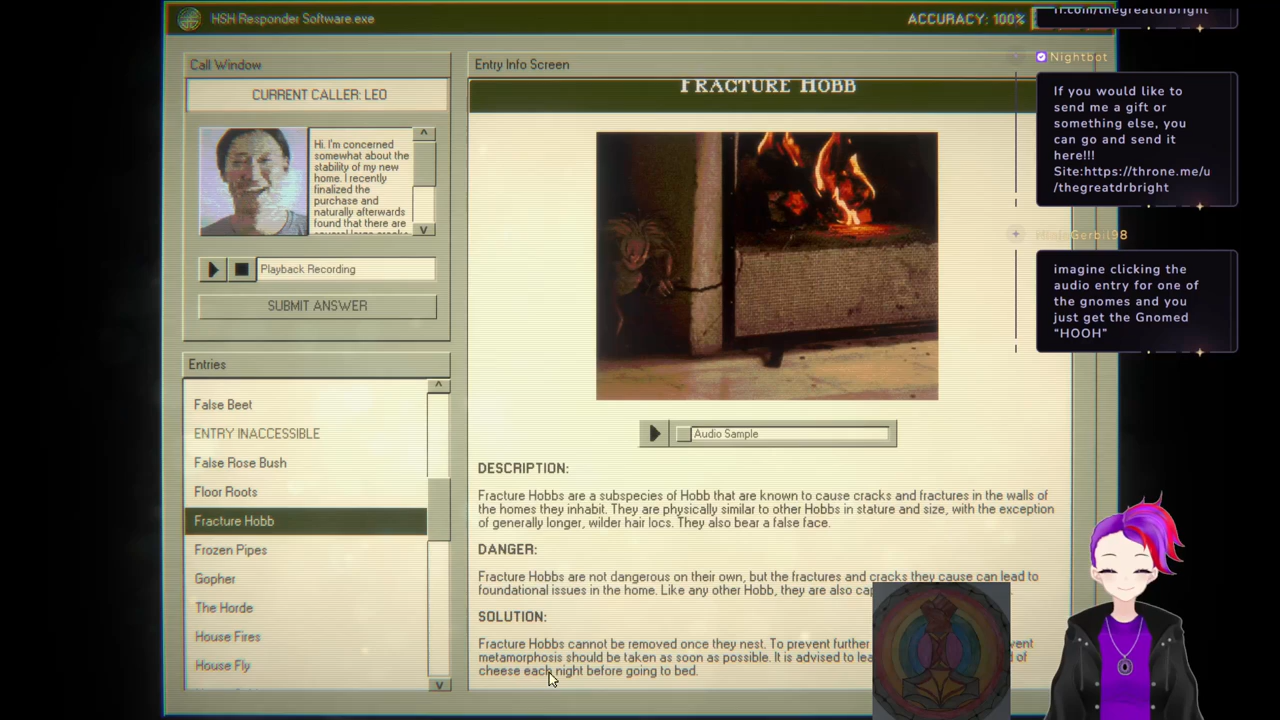 HSH Responder Software.exe
ACCURACY: 100%
Call Window
CURRENT CALLER: LEO
Hi. I'm concerned
somewhat about the
stability of my new
home. I recently
finalized the
purchase and
naturally afterwards
found that there are
Playback Recording
SUBMIT ANSWER
Entries
False Beet
ENTRY INACCESSIBLE
False Rose Bush
Floor Roots
Fracture Hobb
Frozen Pipes
Gopher
The Horde
House Fires
House Fly
Entry Info Screen
FRACTURE HOBB
Audio Sample
DESCRIPTION:
Fracture Hobbs are a subspecies of Hobb that are known to cause cracks and fractures in the walls of
the homes they inhabit. They are physically similar to other Hobbs in stature and size, with the exception
of generally longer, wilder hair locs. They also bear a false face.
DANGER:
Fracture Hobbs are not dangerous on their own, but the fractures and cracks they cause can lead to
foundational issues in the home. Like any other Hobb, they are also
SOLUTION:
Fracture Hobbs cannot be removed once they nest. To prevent further
metamorphosis should be taken as soon as possible. It is advised to of
cheese each night before going to bed.
Nightbot
If you would like to
send me a gift or
something else, you
can go and send it
here!!!
Site:https://throne.me/u
/thegreatdrbright
imagine clicking the
audio entry for one of
the gnomes and you
just get the Gnomed
"HOOH"